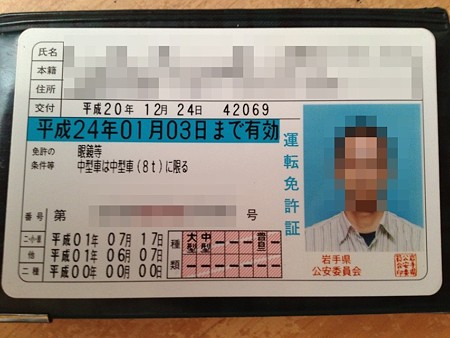 氏名
本籍
住所
交付 平成20年 12月 24日 42069
平成24年01月03日まで有効
免許の
条件等
眼鏡等
中型車は中型車(8t)に限る
運転免許証
番号 第 号
二・小・原 平成01年 07月 17日
他 平成01年 06月 07日
二種 平成00年 00月 00日
種類 大型 中型 普自二
岩手県
公安委員会